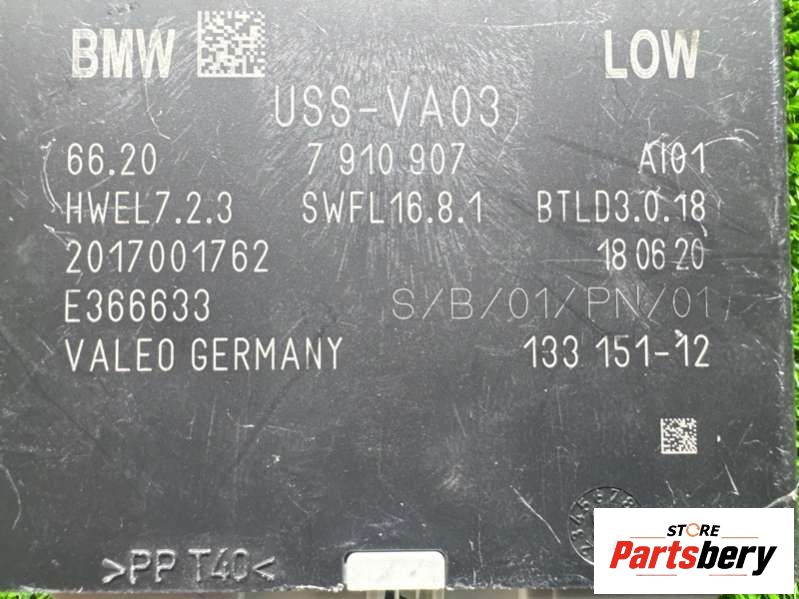 BMW LOW
USS-VA03
66.20 7 910 907 AI01
HWEL7.2.3 SWFL16.8.1 BTLD3.0.18
2017001762 18 06 20
E366633 S/B/01/PN/01
VALEO GERMANY 133 151-12
>PP T40<
STORE
Partsbery